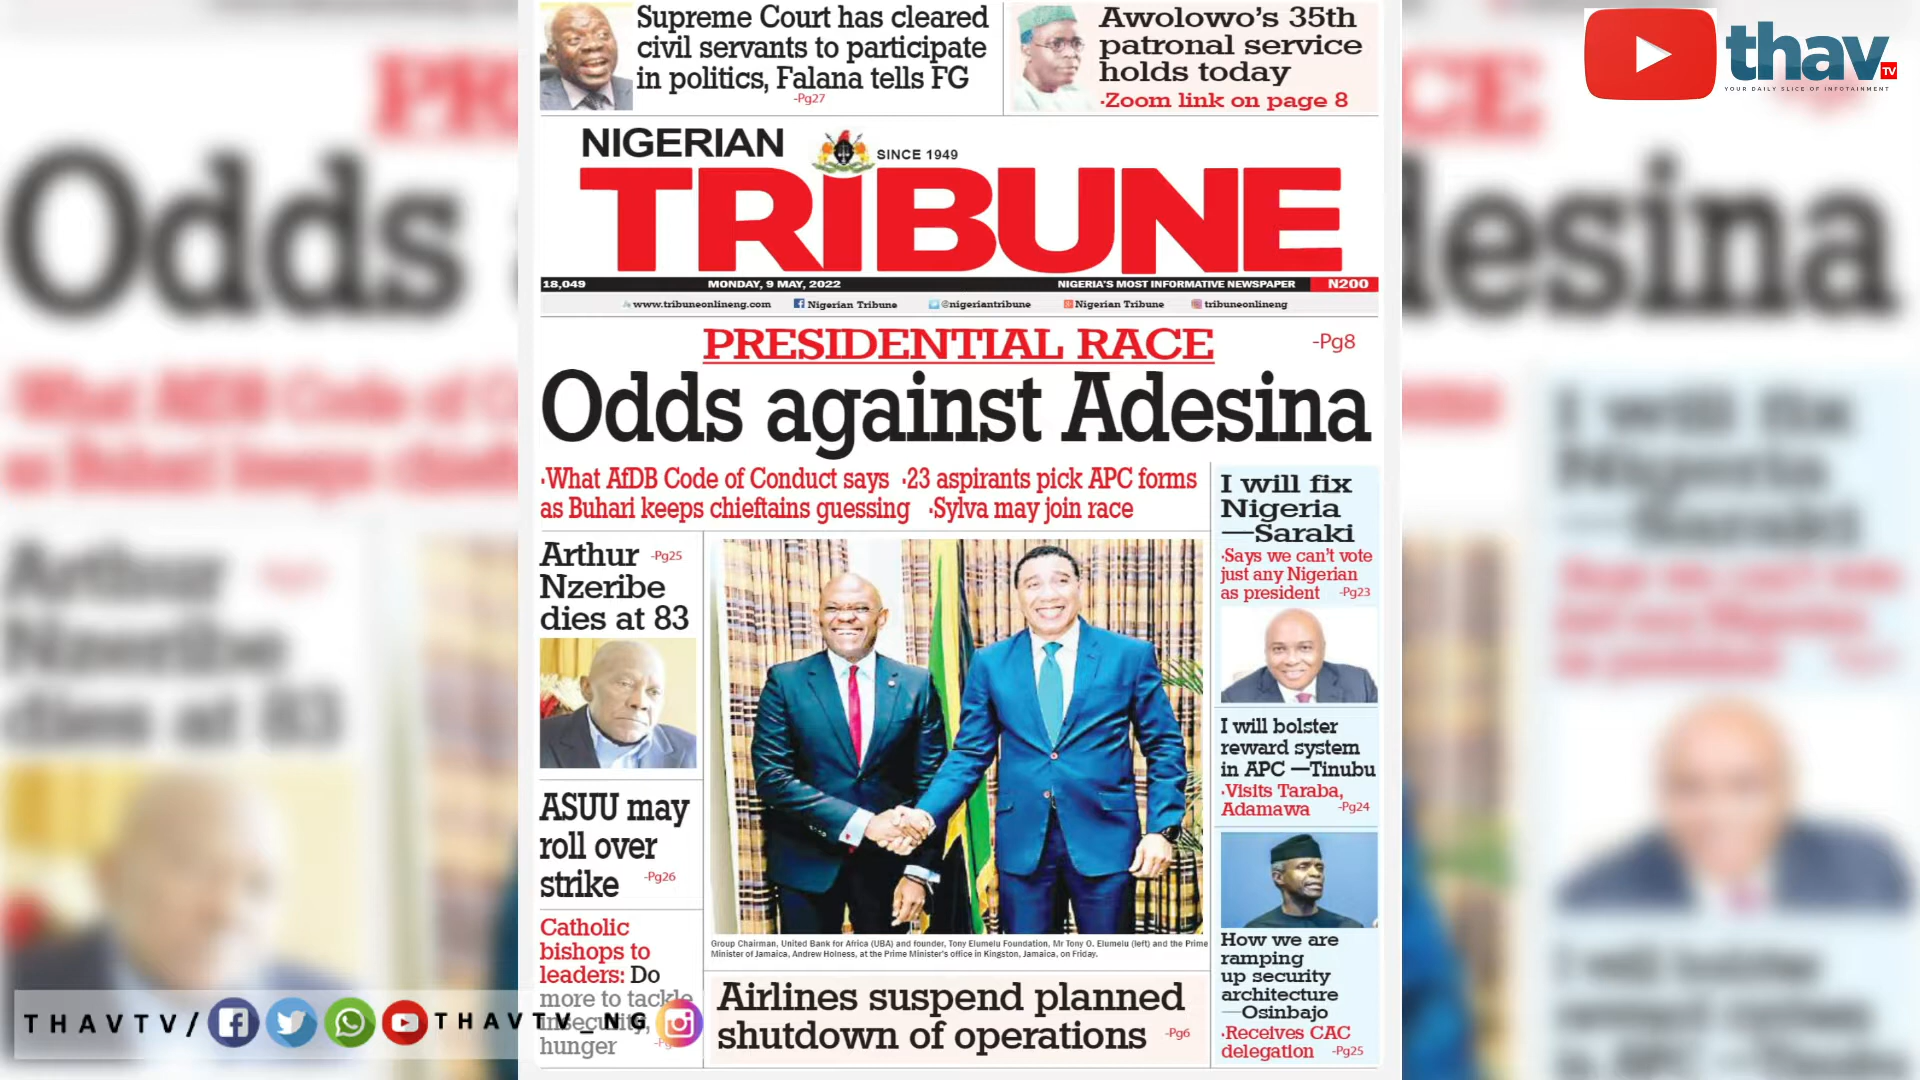 Supreme Court has cleared
civil servants to participate
in politics, Falana tells FG
-Pg27
Awolowo's 35th
patronal service
holds today
·Zoom link on page 8
thav
TV
YOUR DAILY SLICE OF INFOTAINMENT
NIGERIAN
SINCE 1949
TRIBUNE
18,049 MONDAY, 9 MAY, 2022 NIGERIA'S MOST INFORMATIVE NEWSPAPER N200
www.tribuneonlineng.com Nigerian Tribune @nigeriantribune Nigerian Tribune tribuneonlineng
PRESIDENTIAL RACE -Pg8
Odds against Adesina
·What AfDB Code of Conduct says ·23 aspirants pick APC forms
as Buhari keeps chieftains guessing ·Sylva may join race
Arthur -Pg25
Nzeribe
dies at 83
ASUU may
roll over
strike -Pg26
Catholic
bishops to
leaders: Do
more to tackle
insecurity,
hunger
Group Chairman, United Bank for Africa (UBA) and founder, Tony Elumelu Foundation, Mr Tony O. Elumelu (left) and the Prime
Minister of Jamaica, Andrew Holness, at the Prime Minister's office in Kingston, Jamaica, on Friday.
Airlines suspend planned
shutdown of operations -Pg6
I will fix
Nigeria
—Saraki
·Says we can't vote
just any Nigerian
as president -Pg23
I will bolster
reward system
in APC —Tinubu
·Visits Taraba,
Adamawa -Pg24
How we are
ramping
up security
architecture
—Osinbajo
·Receives CAC
delegation -Pg25
THAVTV/ THAVTV_NG